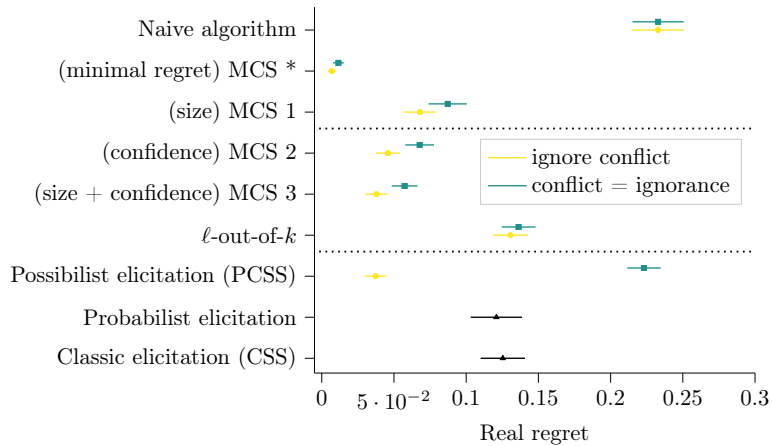 Naive algorithm
(minimal regret) MCS *
(size) MCS 1
(confidence) MCS 2
(size + confidence) MCS 3
ℓ-out-of-k
Possibilist elicitation (PCSS)
Probabilist elicitation
Classic elicitation (CSS)
ignore conflict
conflict = ignorance
0 5 · 10⁻² 0.1 0.15 0.2 0.25 0.3
Real regret